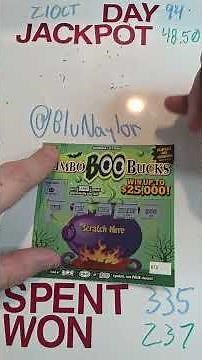 21OCT DAY 94
JACKPOT 48.50
@BluNaylor
BOO BUCKS
WIN UP TO
$25,000!
Scratch Here
SPENT 335
WON 237